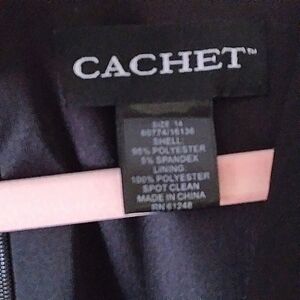 CACHET™
SIZE 14
60774/16136
SHELL:
95% POLYESTER
5% SPANDEX
LINING:
100% POLYESTER
SPOT CLEAN
MADE IN CHINA
RN 61248